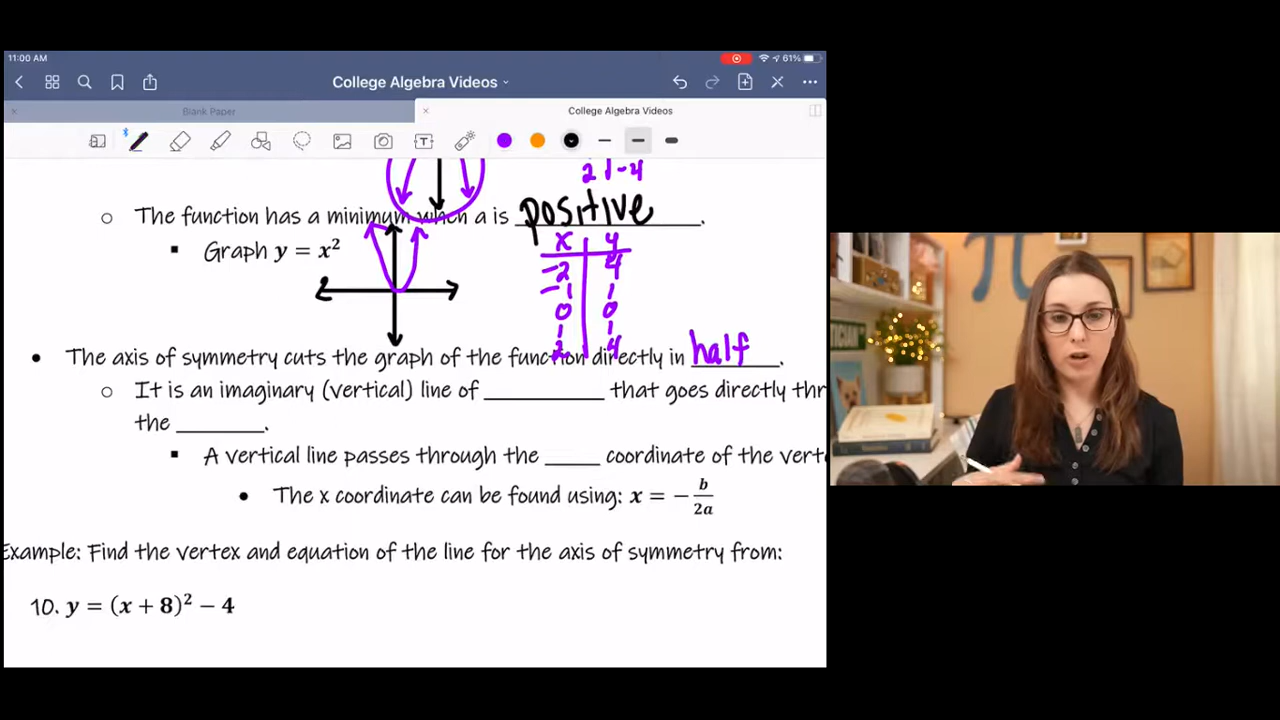 11:00 AM
61%
College Algebra Videos
Blank Paper
College Algebra Videos
2 -4
The function has a minimum when a is positive.
Graph y = x²
x y
-2 4
-1 1
0 0
1 1
2 4
The axis of symmetry cuts the graph of the function directly in half.
It is an imaginary (vertical) line of ________ that goes directly thr
the ______.
A vertical line passes through the ____ coordinate of the verte
The x coordinate can be found using: x = -b/2a
Example: Find the vertex and equation of the line for the axis of symmetry from:
10. y = (x + 8)² - 4
TICIAN